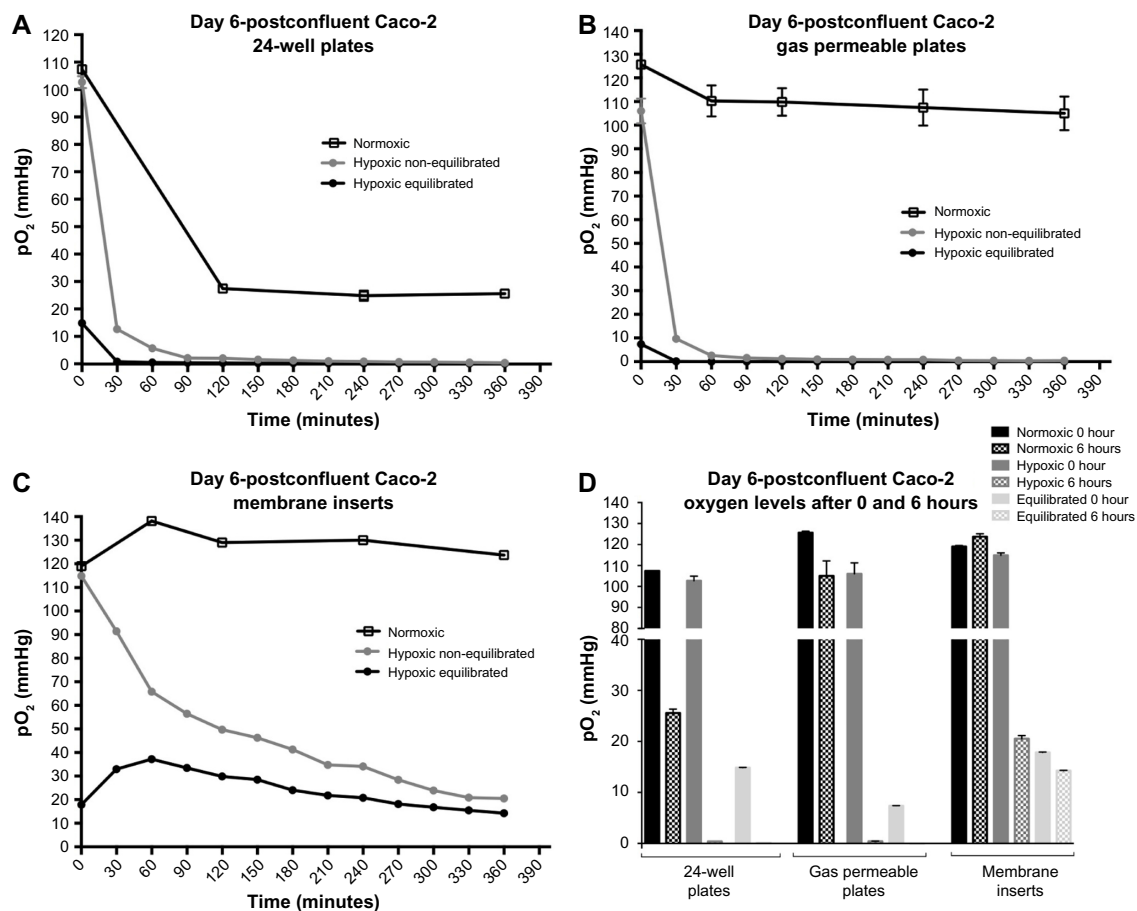 A
Day 6-postconfluent Caco-2
24-well plates
120
110
100
90
80
70
60
50
40
30
20
10
0
pO2 (mmHg)
Normoxic
Hypoxic non-equilibrated
Hypoxic equilibrated
0
30
60
90
120
150
180
210
240
270
300
330
360
390
Time (minutes)
B
Day 6-postconfluent Caco-2
gas permeable plates
140
130
120
110
100
90
80
70
60
50
40
30
20
10
0
pO2 (mmHg)
Normoxic
Hypoxic non-equilibrated
Hypoxic equilibrated
0
30
60
90
120
150
180
210
240
270
300
330
360
390
Time (minutes)
C
Day 6-postconfluent Caco-2
membrane inserts
140
130
120
110
100
90
80
70
60
50
40
30
20
10
0
pO2 (mmHg)
Normoxic
Hypoxic non-equilibrated
Hypoxic equilibrated
0
30
60
90
120
150
180
210
240
270
300
330
360
390
Time (minutes)
D
Day 6-postconfluent Caco-2
oxygen levels after 0 and 6 hours
Normoxic 0 hour
Normoxic 6 hours
Hypoxic 0 hour
Hypoxic 6 hours
Equilibrated 0 hour
Equilibrated 6 hours
140
130
120
110
100
90
80
40
30
20
10
0
pO2 (mmHg)
24-well
plates
Gas permeable
plates
Membrane
inserts